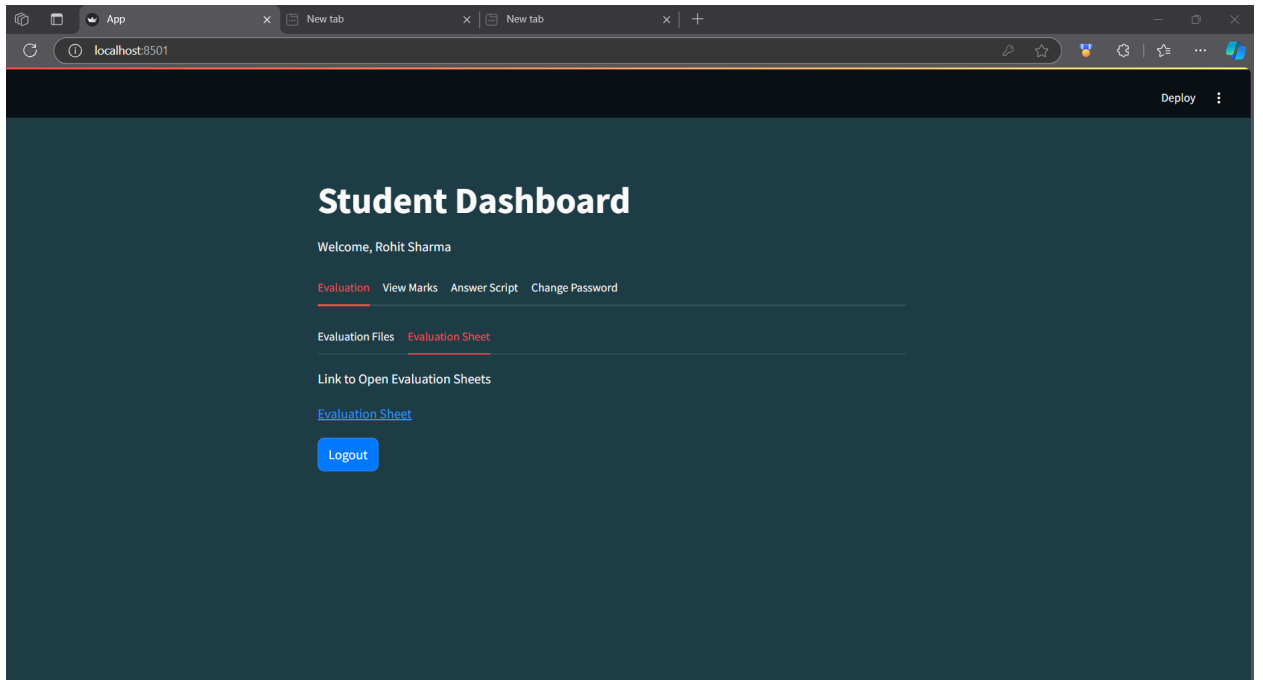 App New tab New tab
localhost:8501
Deploy
Student Dashboard
Welcome, Rohit Sharma
Evaluation View Marks Answer Script Change Password
Evaluation Files Evaluation Sheet
Link to Open Evaluation Sheets
Evaluation Sheet
Logout